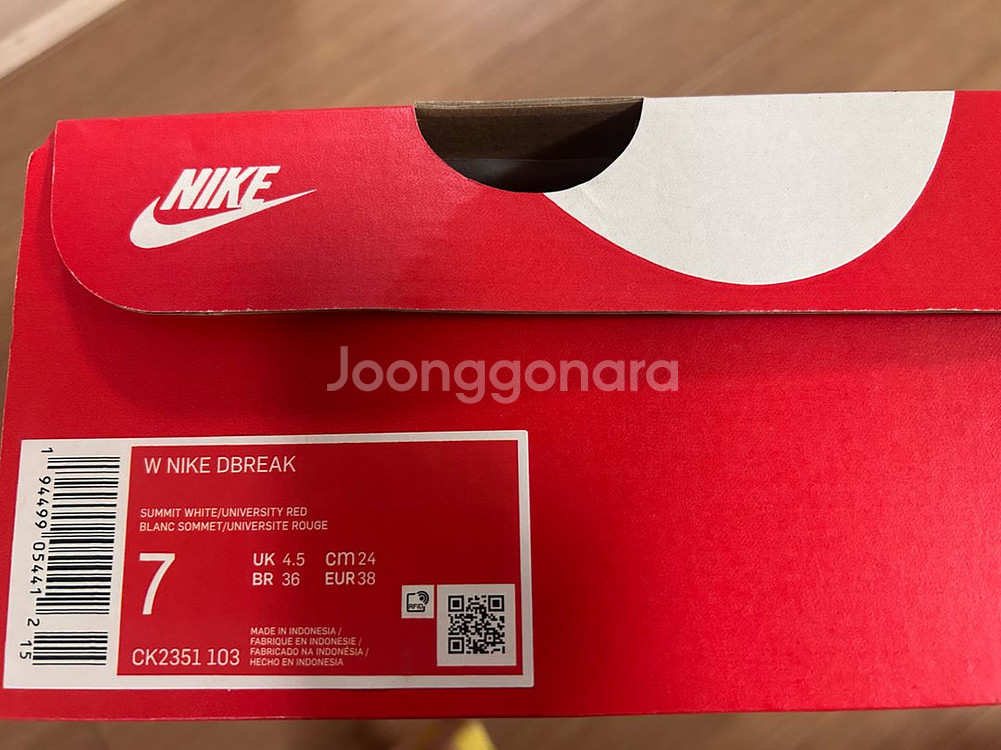 NIKE
Joonggonara
W NIKE DBREAK
SUMMIT WHITE/UNIVERSITY RED
BLANC SOMMET/UNIVERSITE ROUGE
7
UK 4.5 cm 24
BR 36 EUR 38
RFID
MADE IN INDONESIA /
FABRIQUE EN INDONESIE /
FABRICADO NA INDONÉSIA /
HECHO EN INDONESIA
CK2351 103
1 94499 05441 2 15